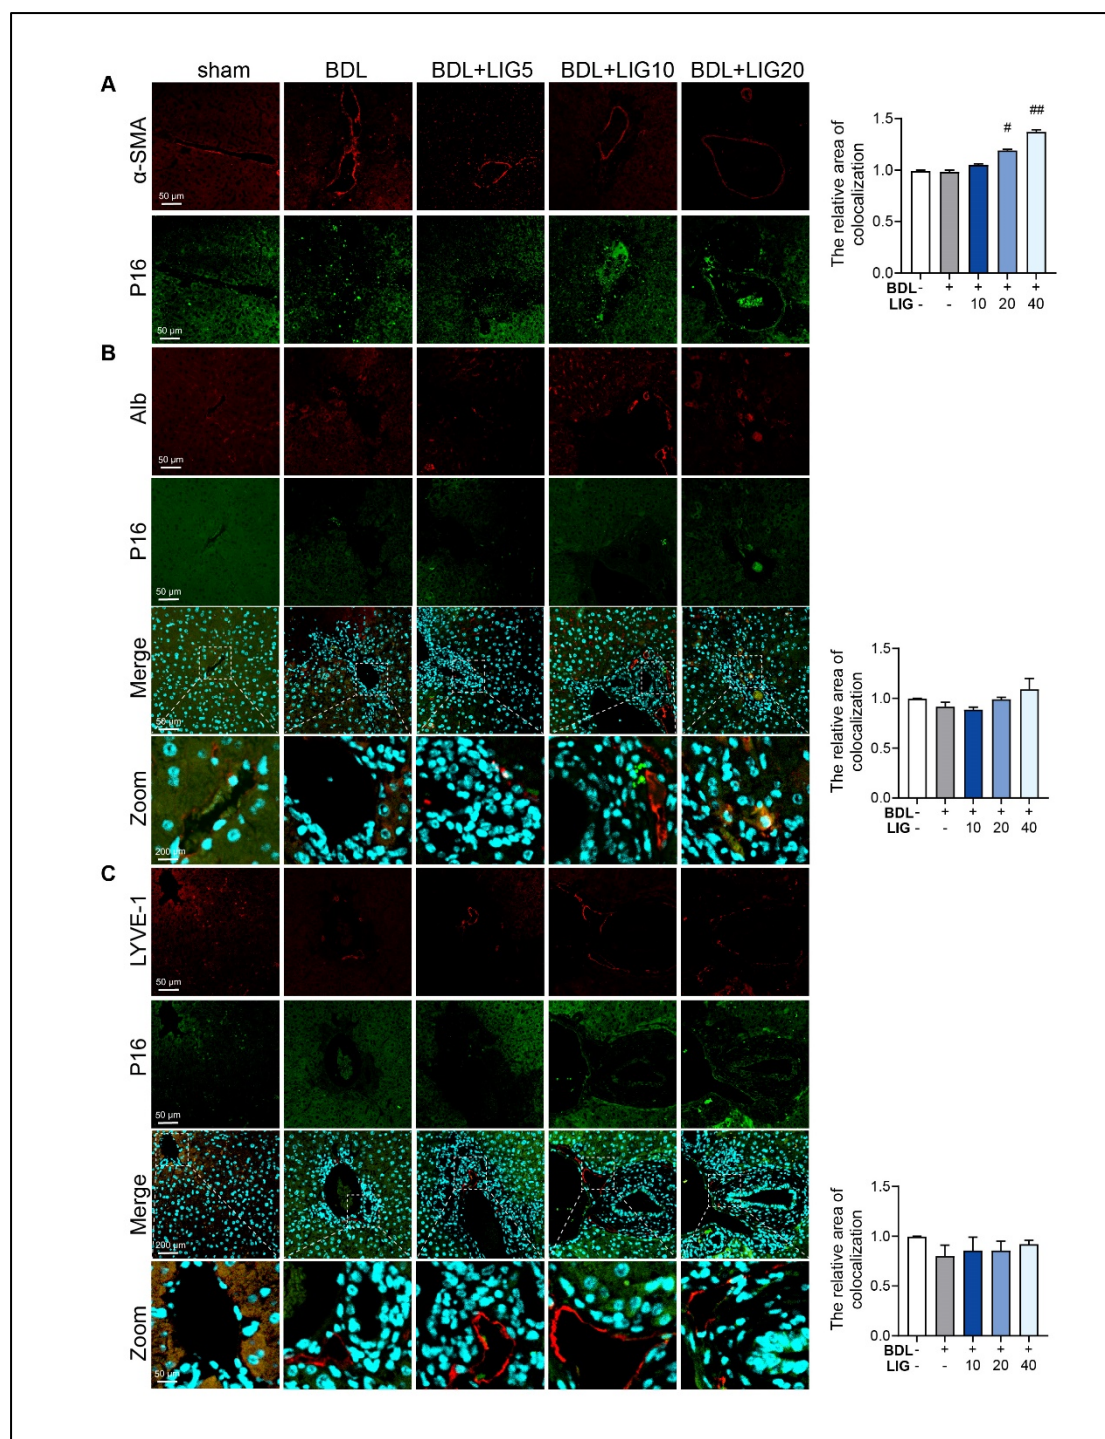 sham BDL BDL+LIG5 BDL+LIG10 BDL+LIG20
A
α-SMA
50 µm
P16
50 µm
The relative area of
colocalization
1.5
1.0
0.5
0.0
#
##
BDL - + + + +
LIG - - 10 20 40
B
Alb
50 µm
P16
50 µm
Merge
50 µm
Zoom
200 µm
The relative area of
colocalization
1.5
1.0
0.5
0.0
BDL - + + + +
LIG - - 10 20 40
C
LYVE-1
50 µm
P16
50 µm
Merge
200 µm
Zoom
50 µm
The relative area of
colocalization
1.5
1.0
0.5
0.0
BDL - + + + +
LIG - - 10 20 40